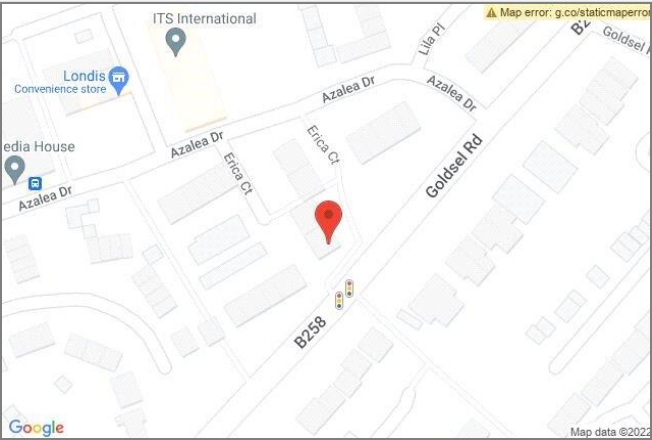 ITS International
Map error: g.co/staticmaperror
Goldsel
Lila Pl
Londis
Convenience store
Azalea Dr
Azalea Dr
Azalea Dr
edia House
Erica Ct
Erica Ct
Goldsel Rd
Azalea Dr
B258
Google
Map data ©2022